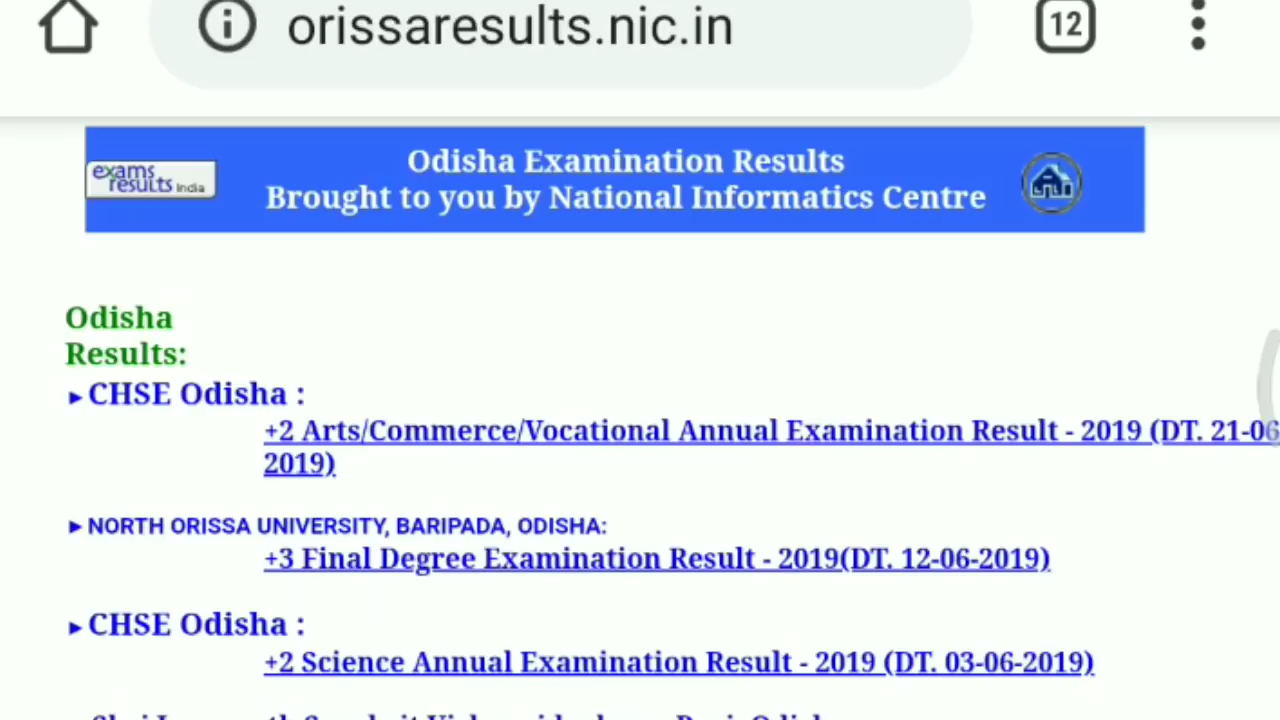 orissaresults.nic.in
12
exams
results India
Odisha Examination Results
Brought to you by National Informatics Centre
Odisha
Results:
►CHSE Odisha :
+2 Arts/Commerce/Vocational Annual Examination Result - 2019 (DT. 21-06
2019)
►NORTH ORISSA UNIVERSITY, BARIPADA, ODISHA:
+3 Final Degree Examination Result - 2019(DT. 12-06-2019)
►CHSE Odisha :
+2 Science Annual Examination Result - 2019 (DT. 03-06-2019)